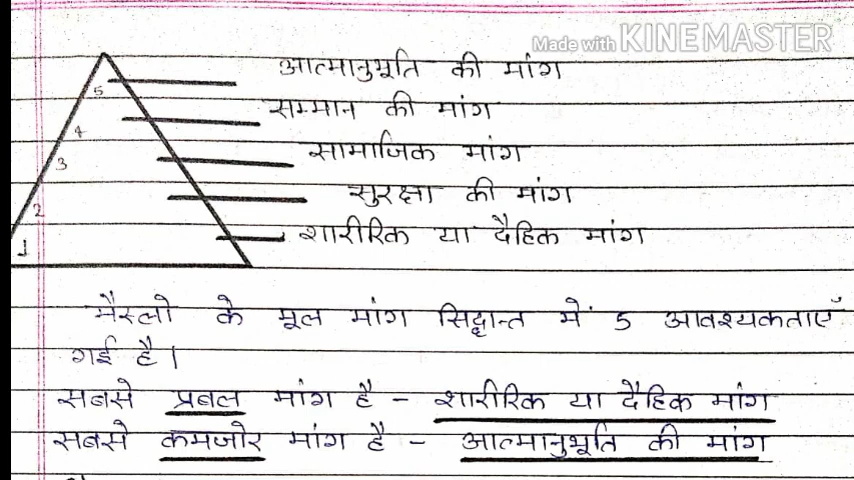 Made with KINEMASTER
5 आत्मानुभूति की मांग
4 सम्मान की मांग
3 सामाजिक मांग
2 सुरक्षा की मांग
1 शारीरिक या दैहिक मांग
मैस्लो के मूल मांग सिद्धान्त में 5 आवश्यकताएँ
गई है।
सबसे प्रबल मांग है - शारीरिक या दैहिक मांग
सबसे कमजोर मांग है - आत्मानुभूति की मांग